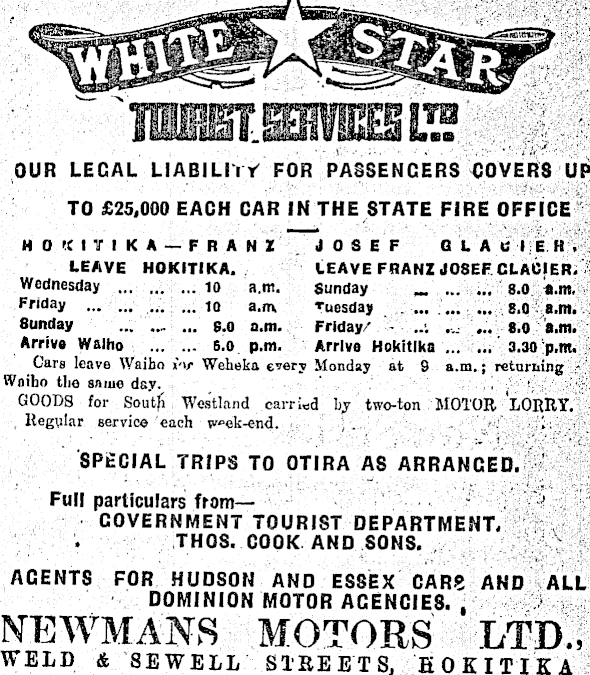 WHITE STAR
TOURIST SERVICES LTD
OUR LEGAL LIABILITY FOR PASSENGERS COVERS UP
TO £25,000 EACH CAR IN THE STATE FIRE OFFICE
HOKITIKA—FRANZ JOSEF GLACIER.
LEAVE HOKITIKA.
Wednesday ... ... ... 10 a.m.
Friday ... ... ... 10 a.m.
Sunday ... ... ... 8.0 a.m.
Arrive Waiho ... ... 5.0 p.m.
LEAVE FRANZ JOSEF GLACIER.
Sunday ... ... ... 8.0 a.m.
Tuesday ... ... ... 8.0 a.m.
Friday ... ... ... 8.0 a.m.
Arrive Hokitika ... ... 3.30 p.m.
Cars leave Waiho for Weheka every Monday at 9 a.m.; returning
Waiho the same day.
GOODS for South Westland carried by two-ton MOTOR LORRY.
Regular service each week-end.
SPECIAL TRIPS TO OTIRA AS ARRANGED.
Full particulars from—
GOVERNMENT TOURIST DEPARTMENT.
THOS. COOK AND SONS.
AGENTS FOR HUDSON AND ESSEX CARS AND ALL
DOMINION MOTOR AGENCIES.
NEWMANS MOTORS LTD.,
WELD & SEWELL STREETS, HOKITIKA